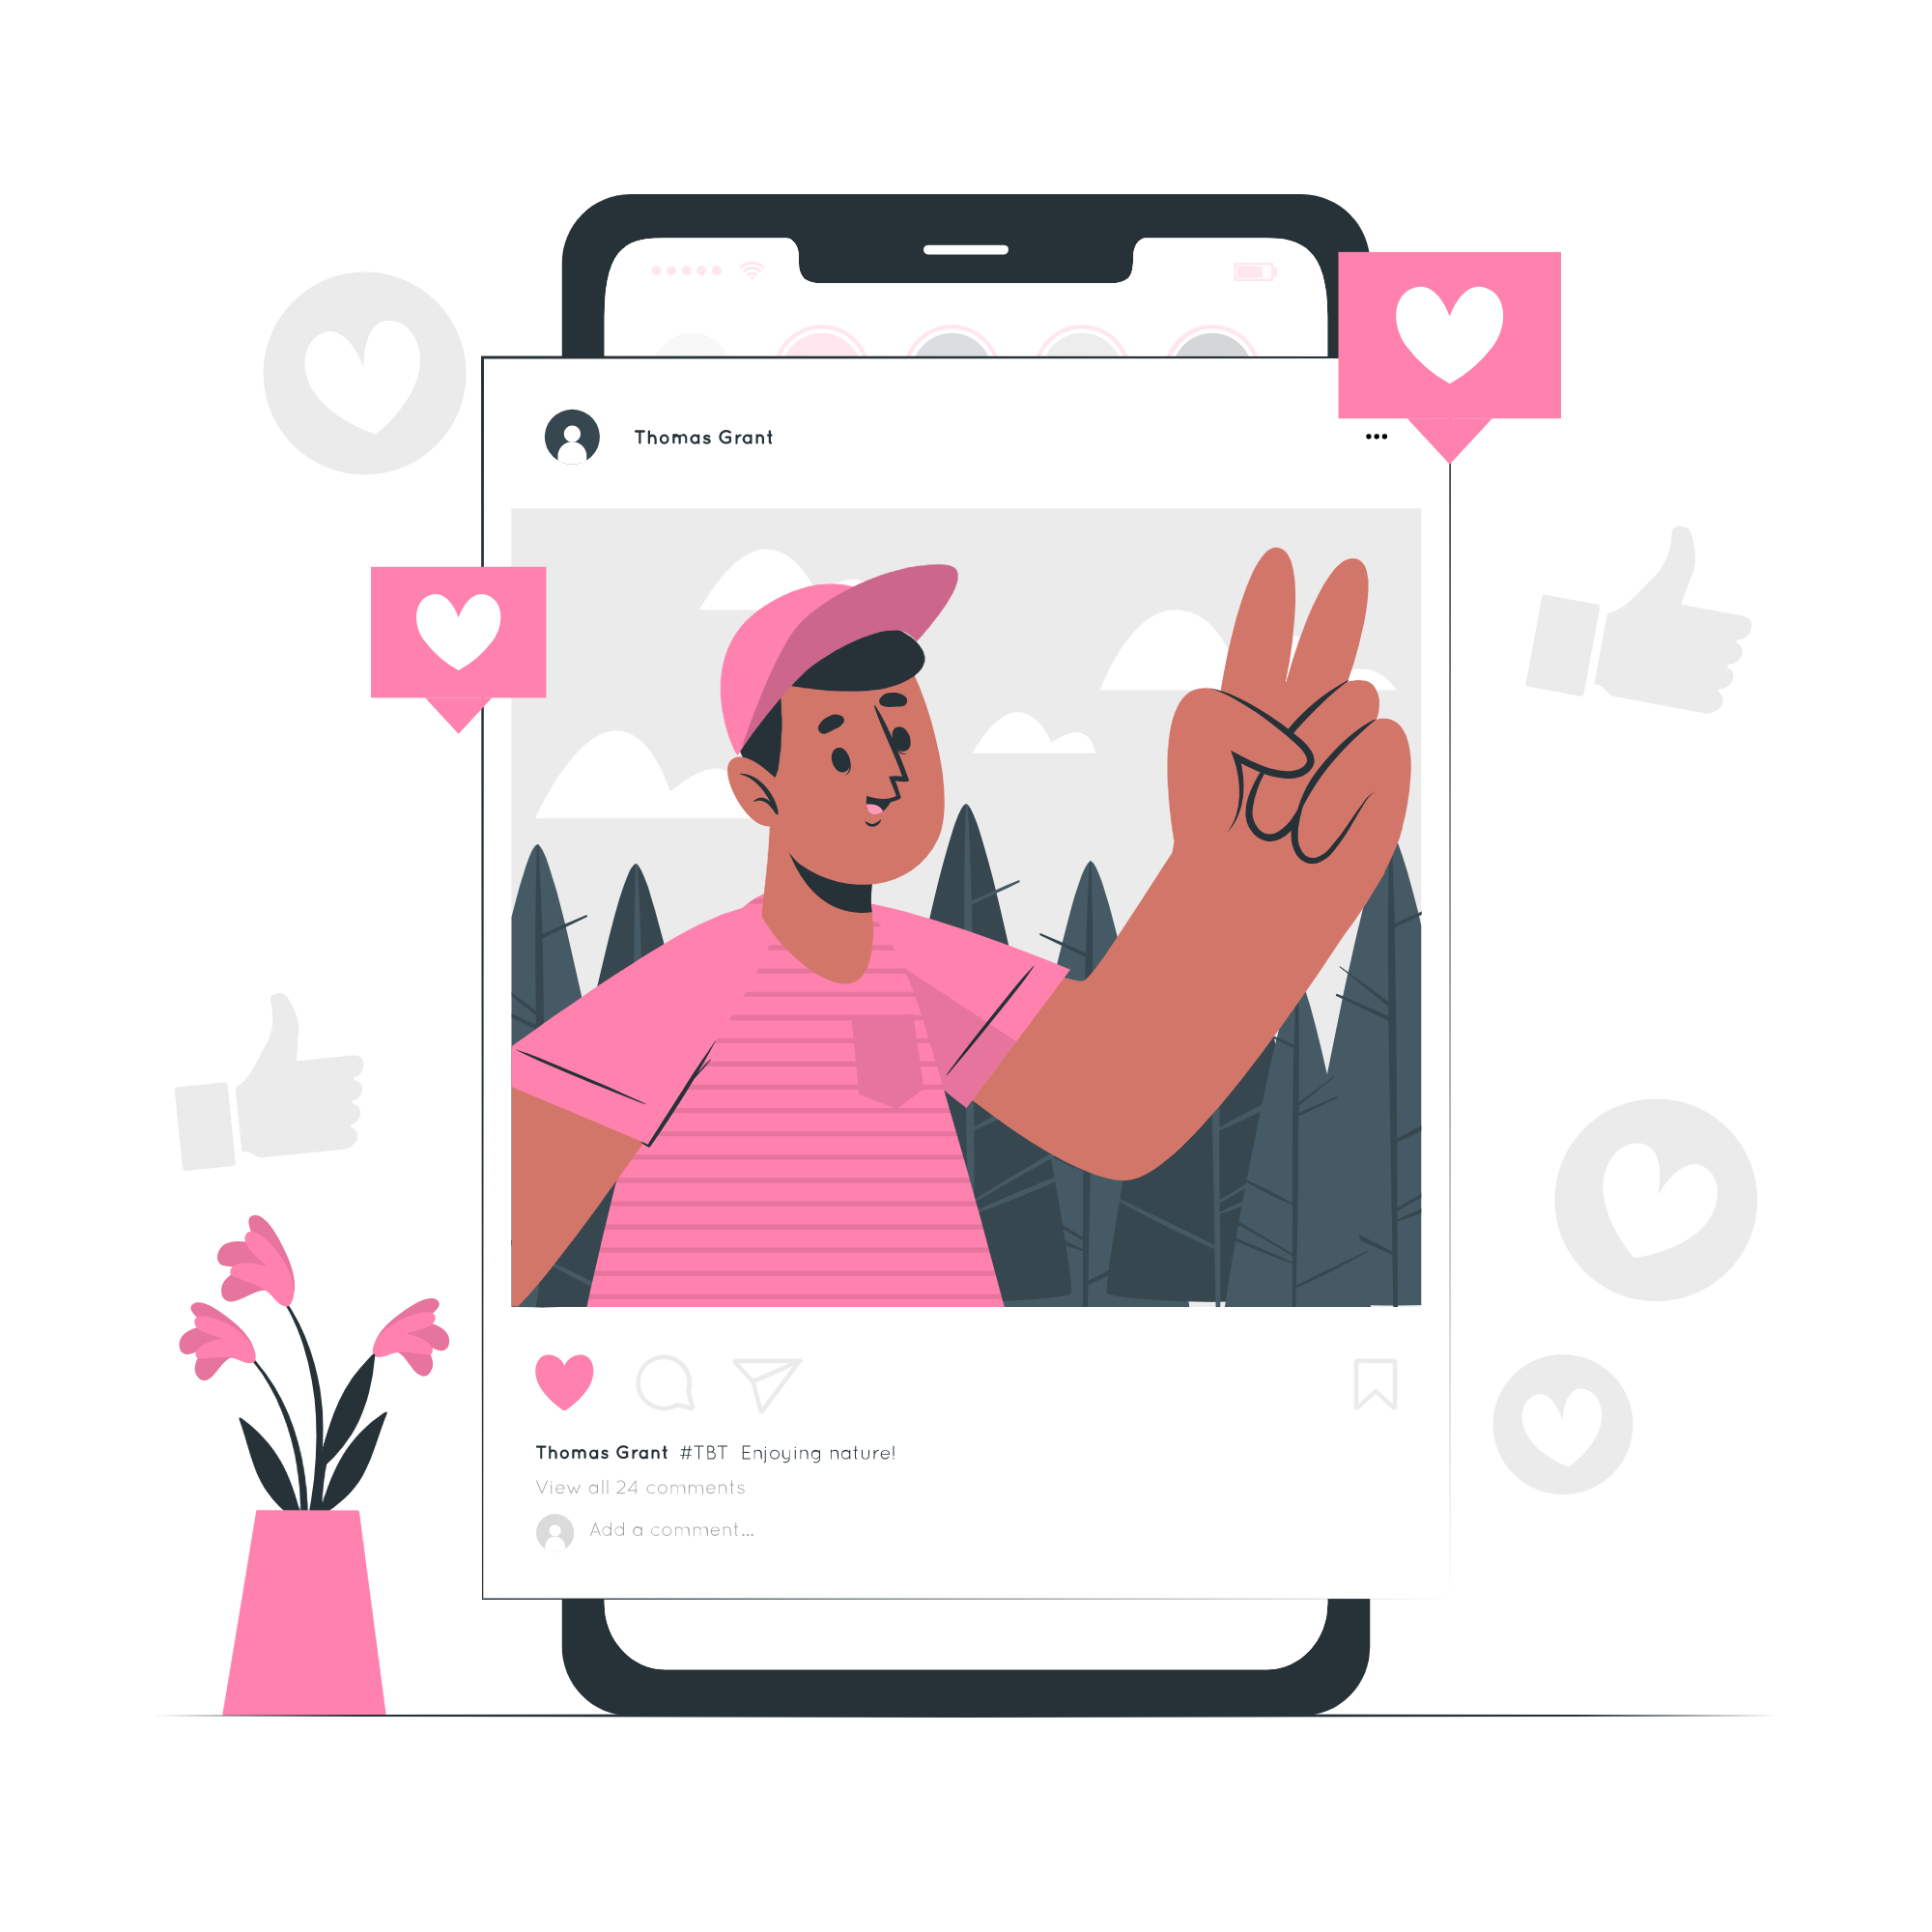 Thomas Grant
Thomas Grant #TBT Enjoying nature!
View all 24 comments
Add a comment...